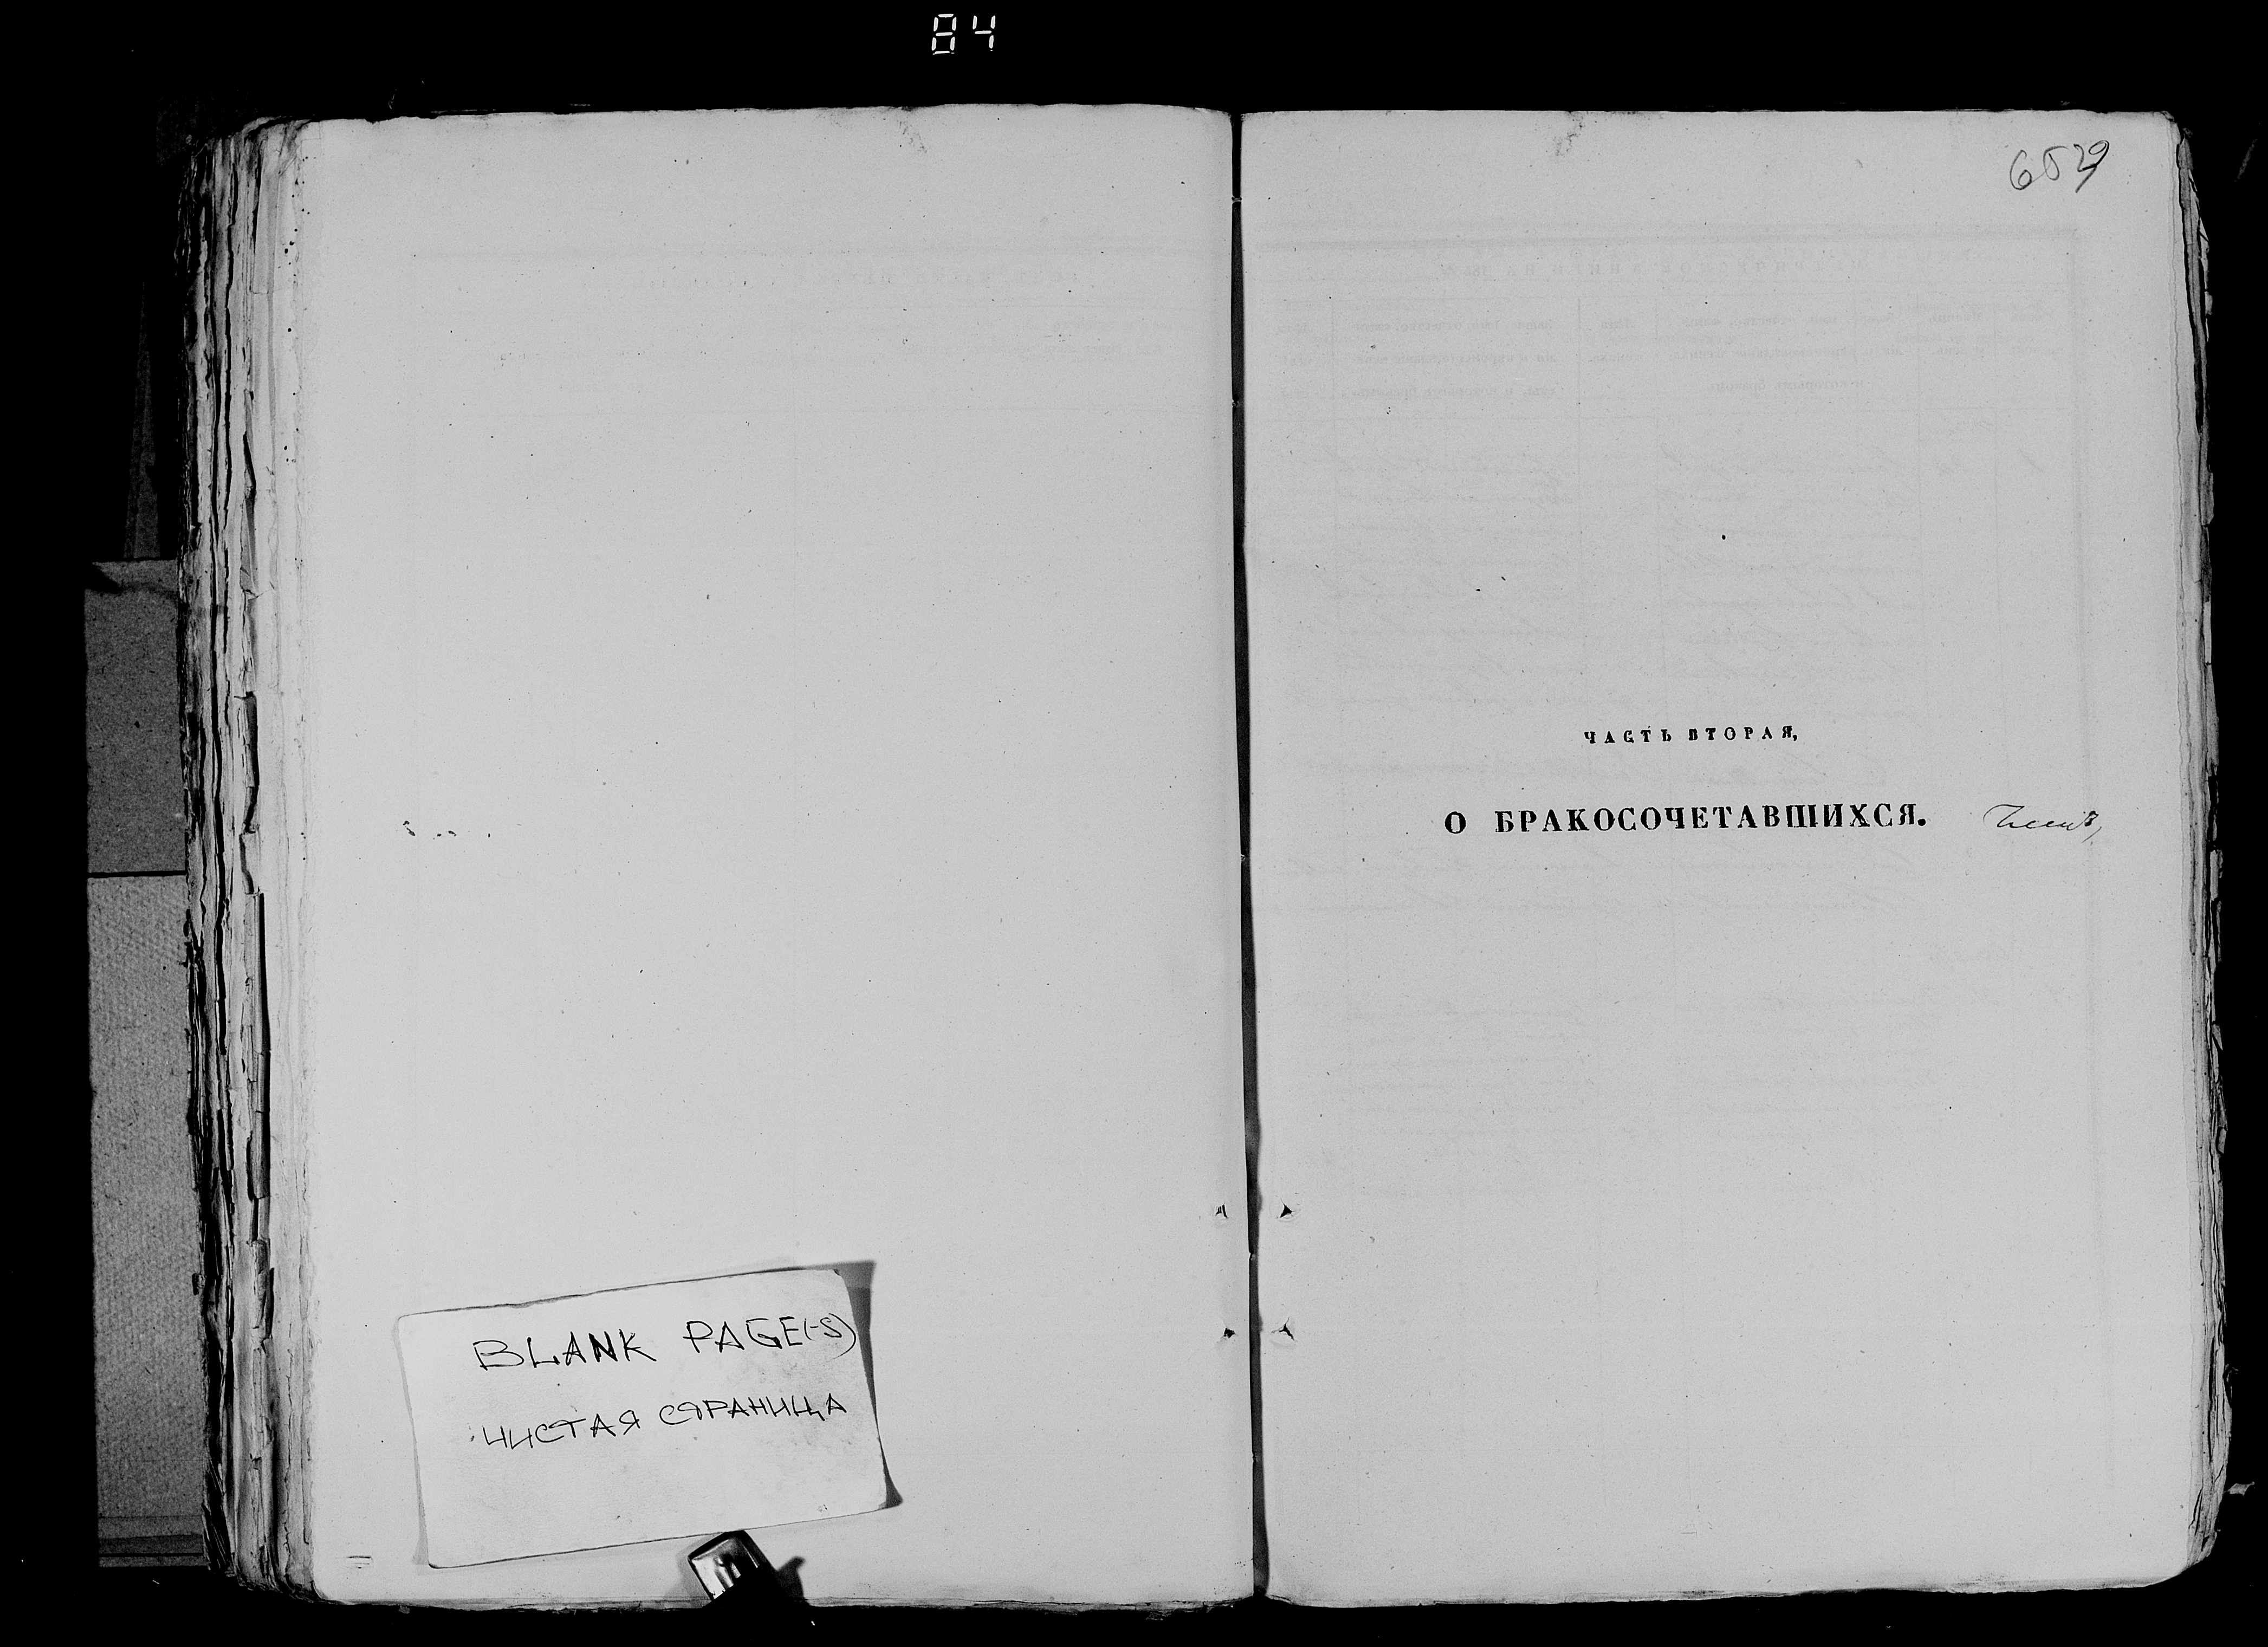 84
BLANK PAGE(-S)
ЧИСТАЯ СТРАНИЦА
659
ЧАСТЬ ВТОРАЯ,
О БРАКОСОЧЕТАВШИХСЯ.